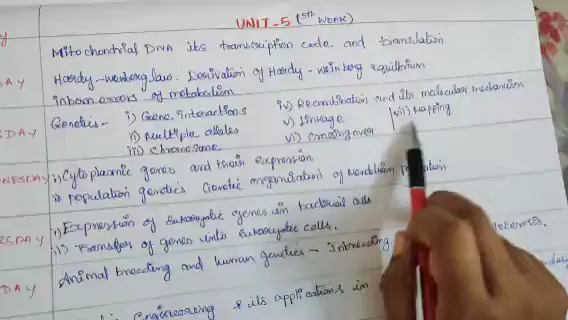 UNIT-5 (5th WEEK)
Y
Mitochondrial DNA its transcription code and translation
DAY
Hardy-weinberg law. Derivation of Hardy-weinberg equilibrium
Inborn errors of metabolism
SDAY
Genetics - i) Gene interactions
ii) Multiple alleles
iii) chromosome
iv) Recombination and its molecular mechanism
v) linkage
vi) crossing over
vii) Mapping
NESDAY
i) Cytoplasmic genes and their expression
ii) population genetics Genetic organisation of Mendelian population
RSDAY
i) Expression of eukaryotic genes in bacterial cells
ii) Transfer of genes into eukaryotic cells.
DAY
Animal breeding and human genetics - Inbreeding
Engineering & its applications in